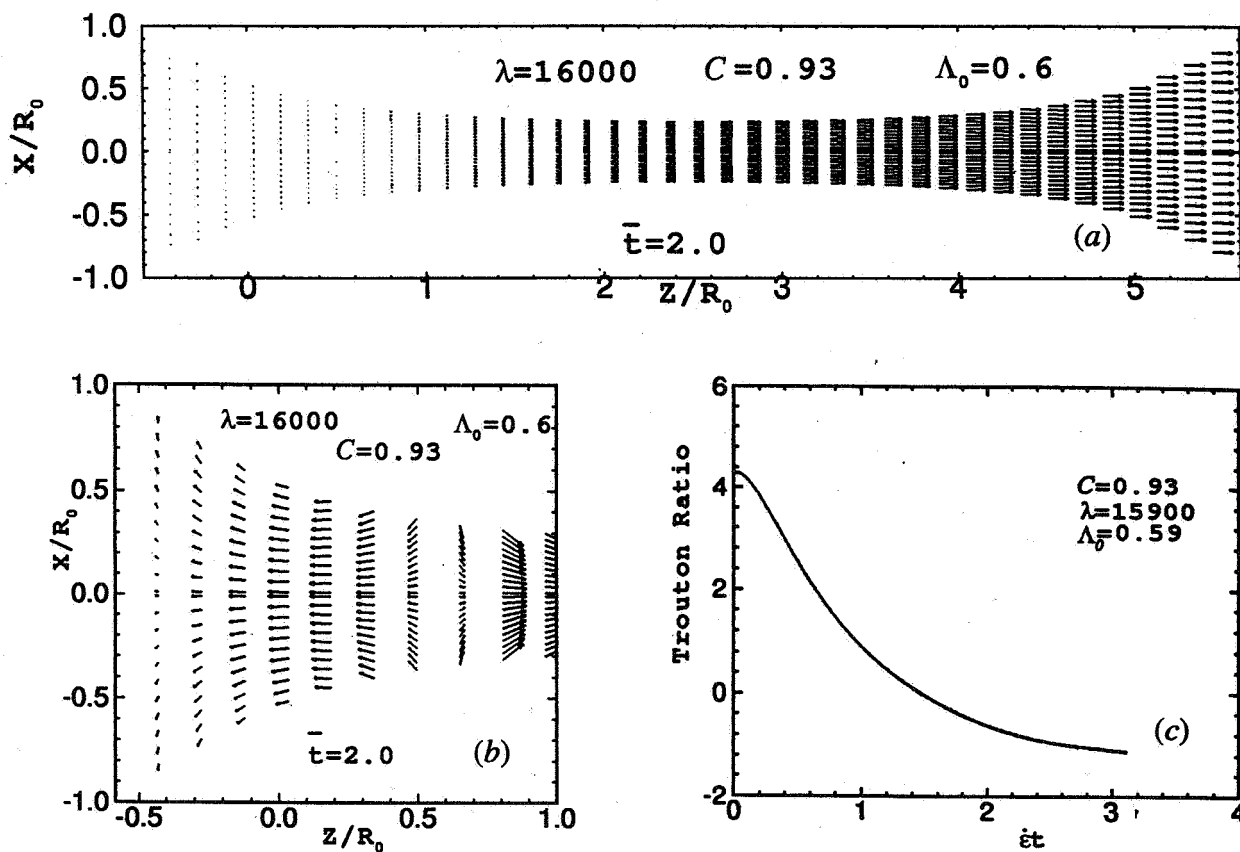 1.0
λ=16000 C=0.93 Λ₀=0.6
0.5
X/R₀
0.0
-0.5
t̄=2.0 (a)
-1.0
0 1 2 3 4 5
Z/R₀
1.0
λ=16000 Λ₀=0.6
C=0.93
0.5
X/R₀
0.0
-0.5
t̄=2.0 (b)
-1.0
-0.5 0.0 0.5 1.0
Z/R₀
6
4
C=0.93
λ=15900
Λ₀=0.59
Trouton Ratio
2
0
(c)
-2
0 1 2 3 4
ε̇t